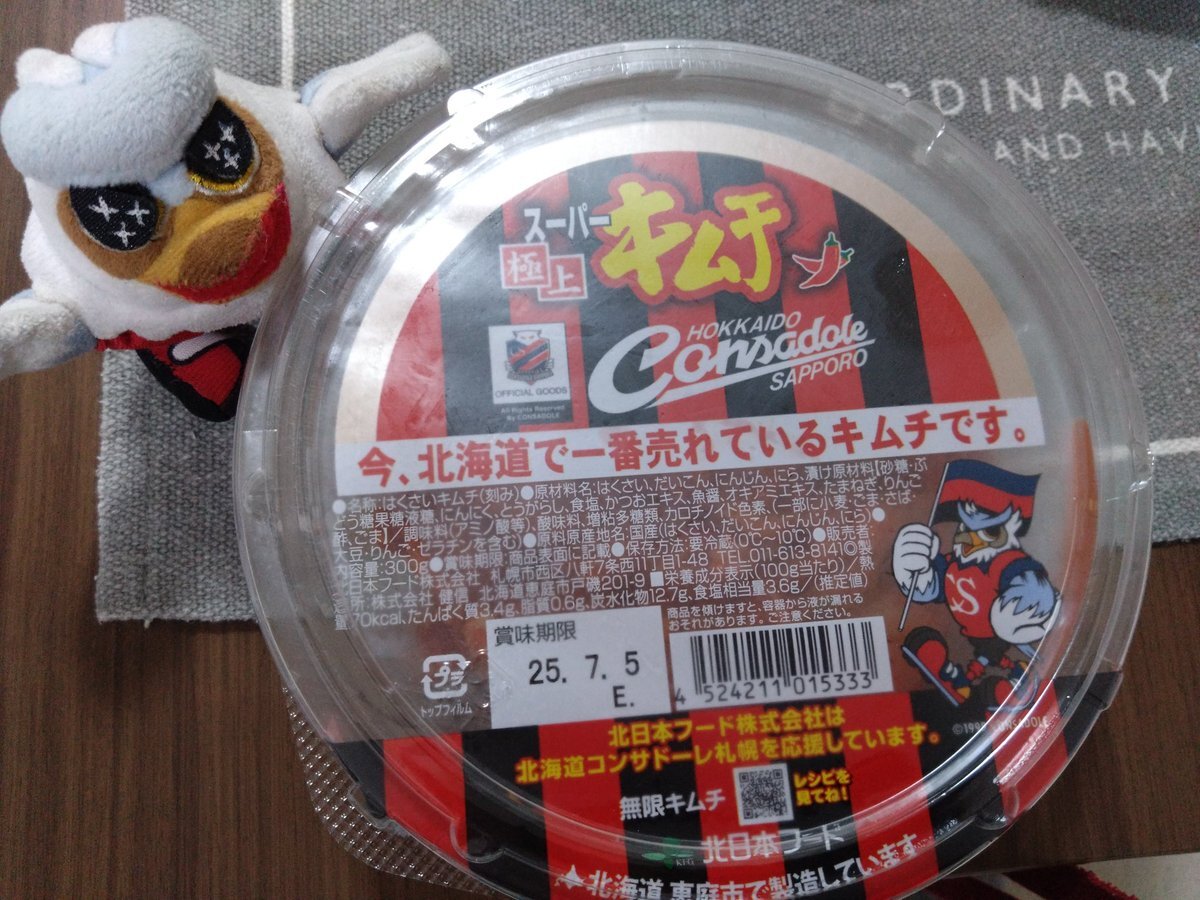 RDINARY
AND HAV
スーパー
極上
キムチ
HOKKAIDO
Consadole
SAPPORO
OFFICIAL GOODS
All Rights Reserved
By CONSADOLE
今、北海道で一番売れているキムチです。
●名称:はくさいキムチ(刻み)●原材料名:はくさい、だいこん、にんじん、にら、漬け原材料【砂糖・ぶ
どう糖果糖液糖、にんにく、とうがらし、食塩、かつおエキス、魚醤、オキアミエキス、たまねぎ、りんご
酢、ごま】/調味料(アミノ酸等)、酸味料、増粘多糖類、カロチノイド色素、(一部に小麦・ごま・さば・
大豆・りんご・ゼラチンを含む)●原料原産地名:国産(はくさい、だいこん、にんじん、にら)●
内容量:300g●賞味期限:商品表面に記載●保存方法:要冷蔵(0℃~10℃)●販売者
北日本フード株式会社 札幌市西区八軒7条西11丁目1-48 TEL 011-613-8141◎製
造所:株式会社 健信 北海道恵庭市戸磯201-9 ■栄養成分表示(100g当たり)/熱
量70kcal、たんぱく質3.4g、脂質0.6g、炭水化物12.7g、食塩相当量3.6g/(推定値)
商品を傾けますと、容器から液が漏れる
おそれがあります。ご注意ください。
賞味期限
25. 7. 5
E.
プラ
トップフィルム
4 524211 015333
S
北日本フード株式会社は
北海道コンサドーレ札幌を応援しています。
無限キムチ
レシピを
見てね!
KFG 北日本フード
北海道 恵庭市で製造しています